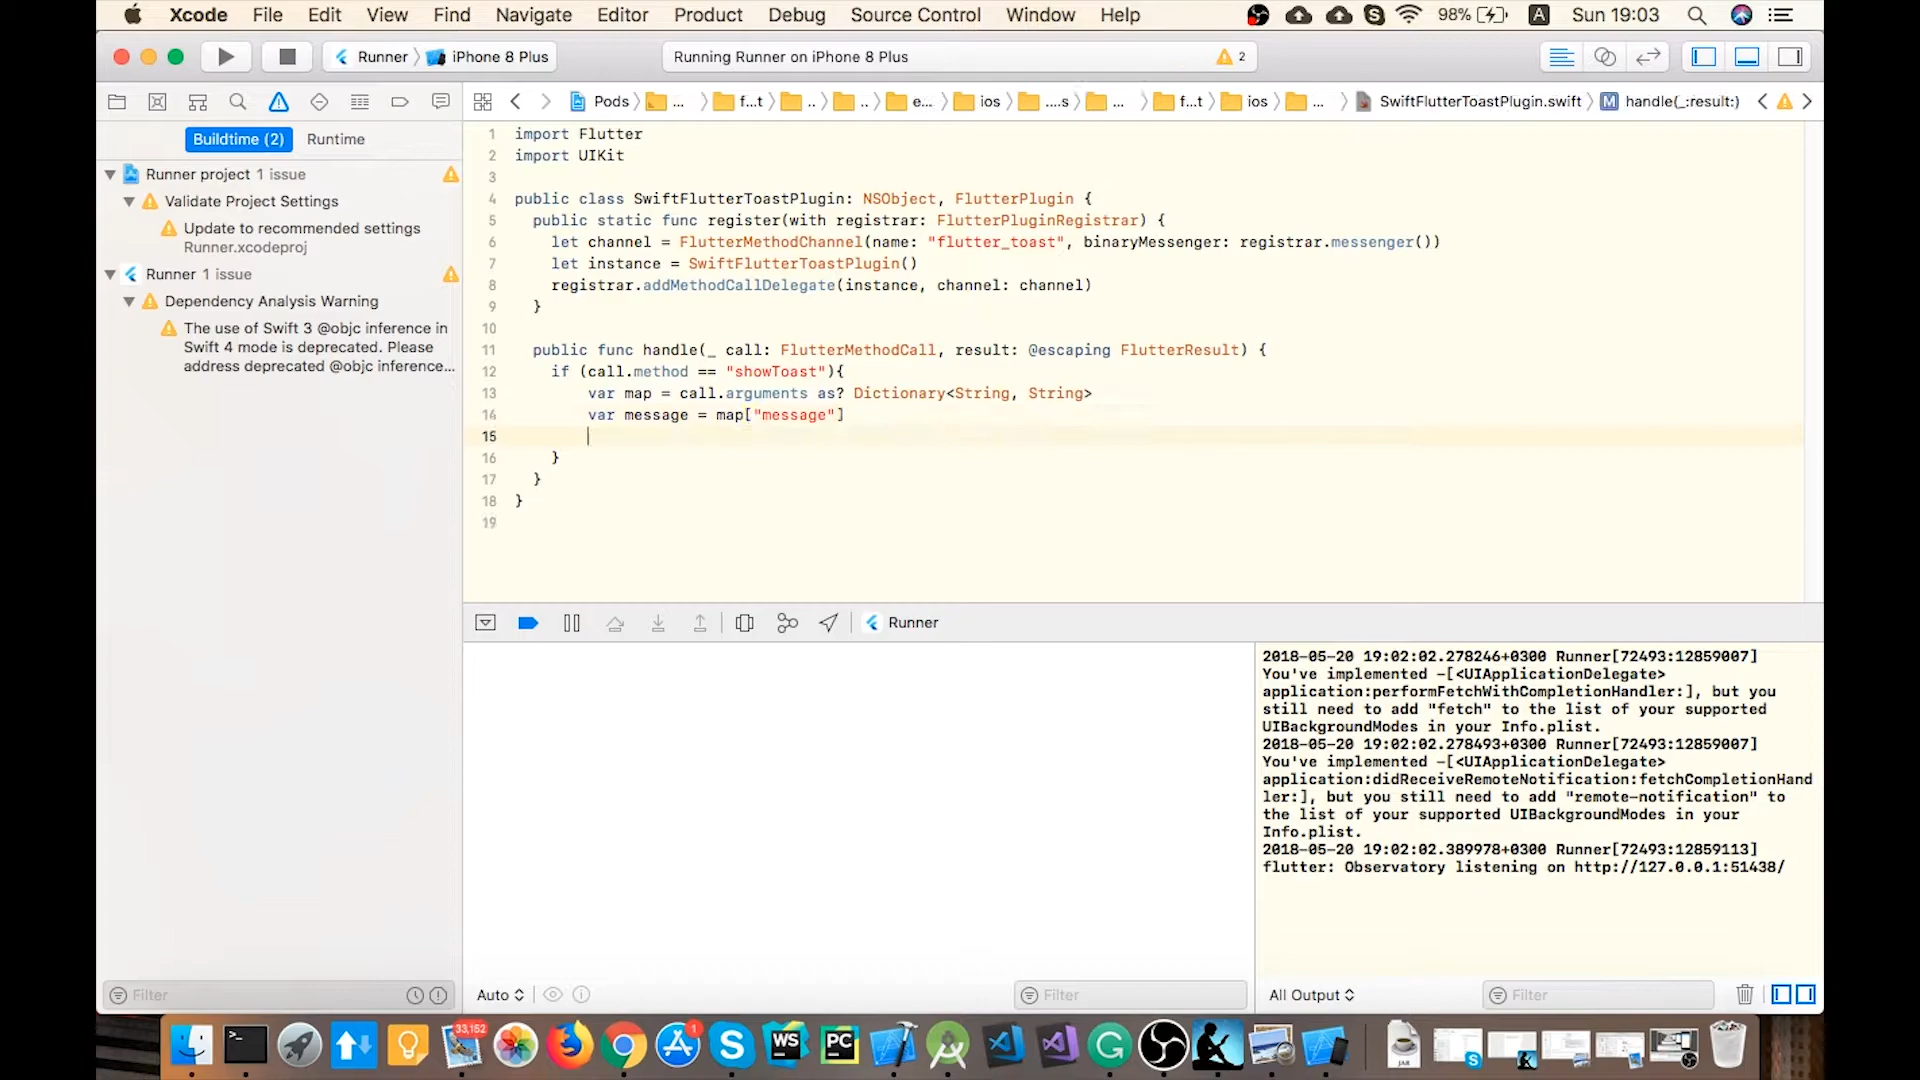 Xcode File Edit View Find Navigate Editor Product Debug Source Control Window Help 98% A Sun 19:03
Runner iPhone 8 Plus Running Runner on iPhone 8 Plus 2
Pods ... f...t .. .. e... ios ....s ... f...t ios ... SwiftFlutterToastPlugin.swift M handle(_:result:)
Buildtime (2) Runtime
Runner project 1 issue
Validate Project Settings
Update to recommended settings
Runner.xcodeproj
Runner 1 issue
Dependency Analysis Warning
The use of Swift 3 @objc inference in
Swift 4 mode is deprecated. Please
address deprecated @objc inference...
1 import Flutter
2 import UIKit
3
4 public class SwiftFlutterToastPlugin: NSObject, FlutterPlugin {
5 public static func register(with registrar: FlutterPluginRegistrar) {
6 let channel = FlutterMethodChannel(name: "flutter_toast", binaryMessenger: registrar.messenger())
7 let instance = SwiftFlutterToastPlugin()
8 registrar.addMethodCallDelegate(instance, channel: channel)
9 }
10
11 public func handle(_ call: FlutterMethodCall, result: @escaping FlutterResult) {
12 if (call.method == "showToast"){
13 var map = call.arguments as? Dictionary<String, String>
14 var message = map["message"]
15
16 }
17 }
18 }
19
Runner
2018-05-20 19:02:02.278246+0300 Runner[72493:12859007]
You've implemented -[<UIApplicationDelegate>
application:performFetchWithCompletionHandler:], but you
still need to add "fetch" to the list of your supported
UIBackgroundModes in your Info.plist.
2018-05-20 19:02:02.278493+0300 Runner[72493:12859007]
You've implemented -[<UIApplicationDelegate>
application:didReceiveRemoteNotification:fetchCompletionHand
ler:], but you still need to add "remote-notification" to
the list of your supported UIBackgroundModes in your
Info.plist.
2018-05-20 19:02:02.389978+0300 Runner[72493:12859113]
flutter: Observatory listening on http://127.0.0.1:51438/
Filter Auto Filter All Output Filter
33,152 1 WS PC JAR